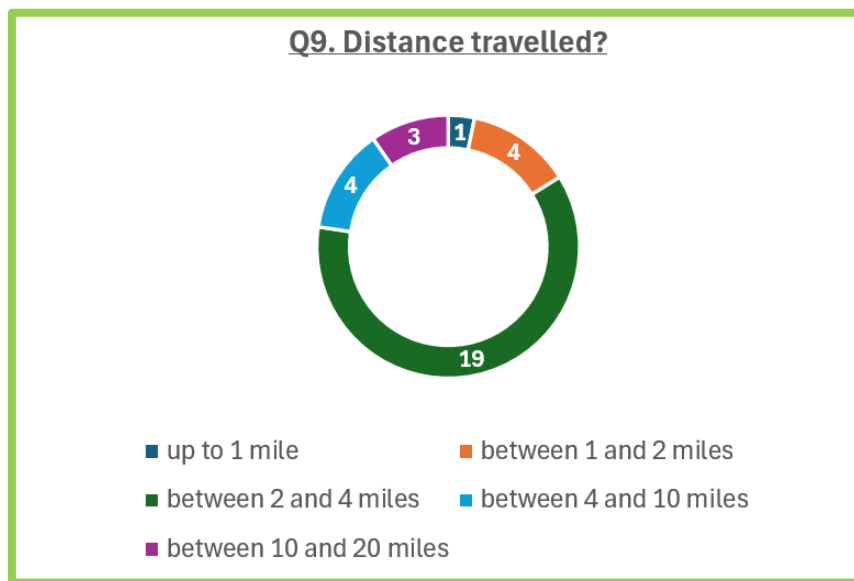 Q9. Distance travelled?
1
4
19
4
3
up to 1 mile
between 1 and 2 miles
between 2 and 4 miles
between 4 and 10 miles
between 10 and 20 miles